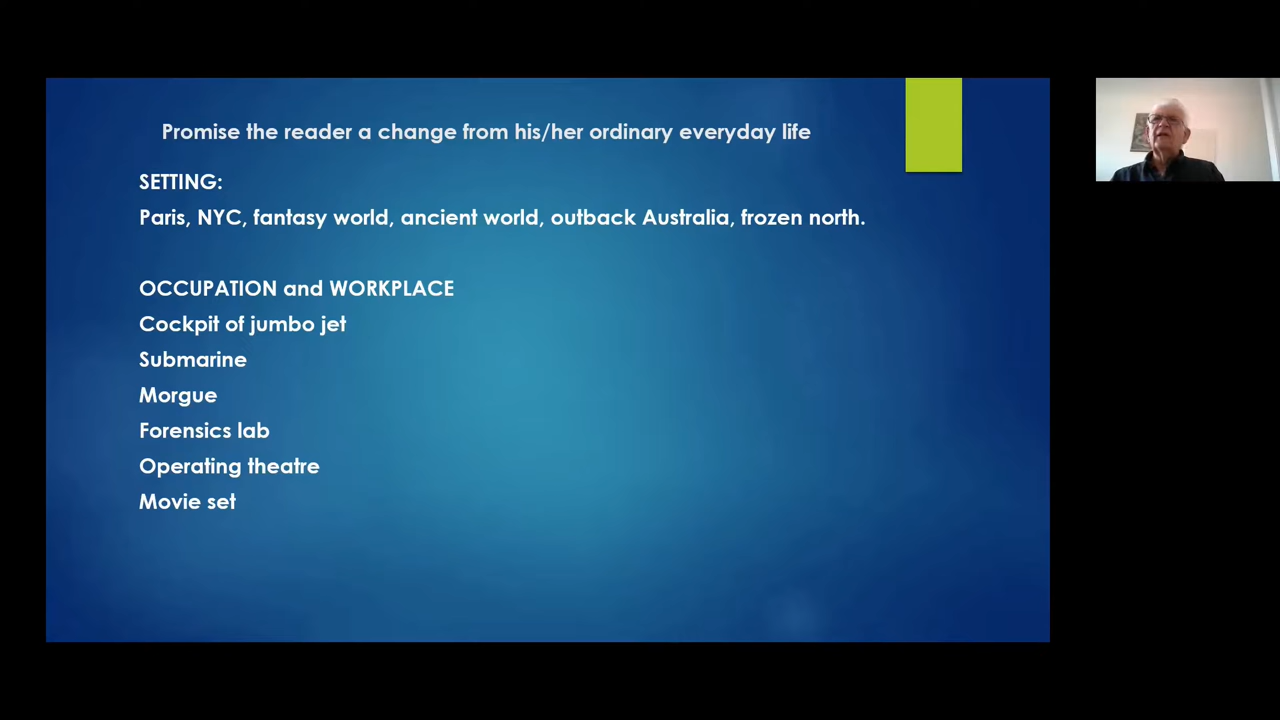 Promise the reader a change from his/her ordinary everyday life
SETTING:
Paris, NYC, fantasy world, ancient world, outback Australia, frozen north.
OCCUPATION and WORKPLACE
Cockpit of jumbo jet
Submarine
Morgue
Forensics lab
Operating theatre
Movie set